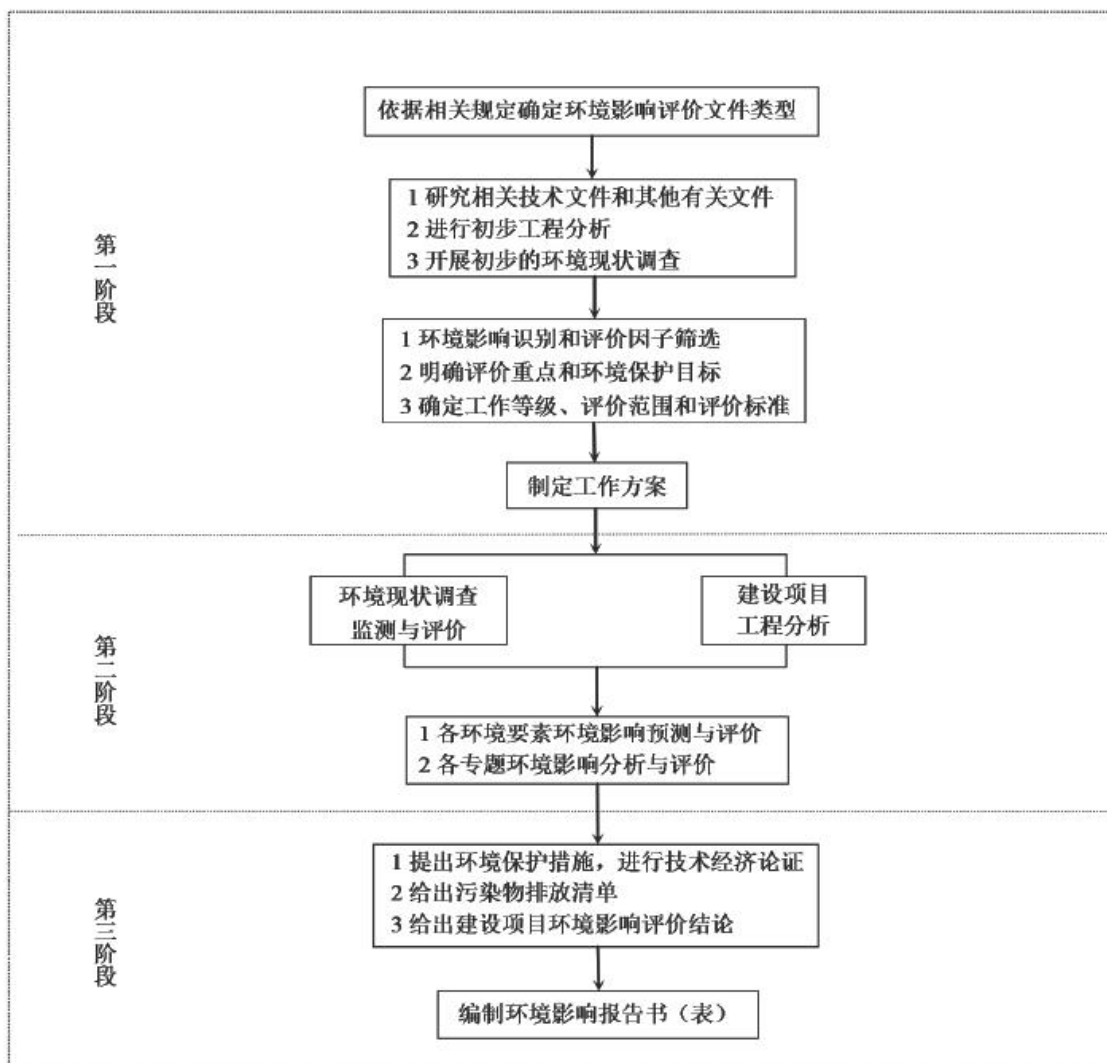 依据相关规定确定环境影响评价文件类型
1 研究相关技术文件和其他有关文件
2 进行初步工程分析
3 开展初步的环境现状调查
第一阶段
1 环境影响识别和评价因子筛选
2 明确评价重点和环境保护目标
3 确定工作等级、评价范围和评价标准
制定工作方案
环境现状调查
监测与评价
建设项目
工程分析
第二阶段
1 各环境要素环境影响预测与评价
2 各专题环境影响分析与评价
1 提出环境保护措施，进行技术经济论证
2 给出污染物排放清单
3 给出建设项目环境影响评价结论
第三阶段
编制环境影响报告书（表）